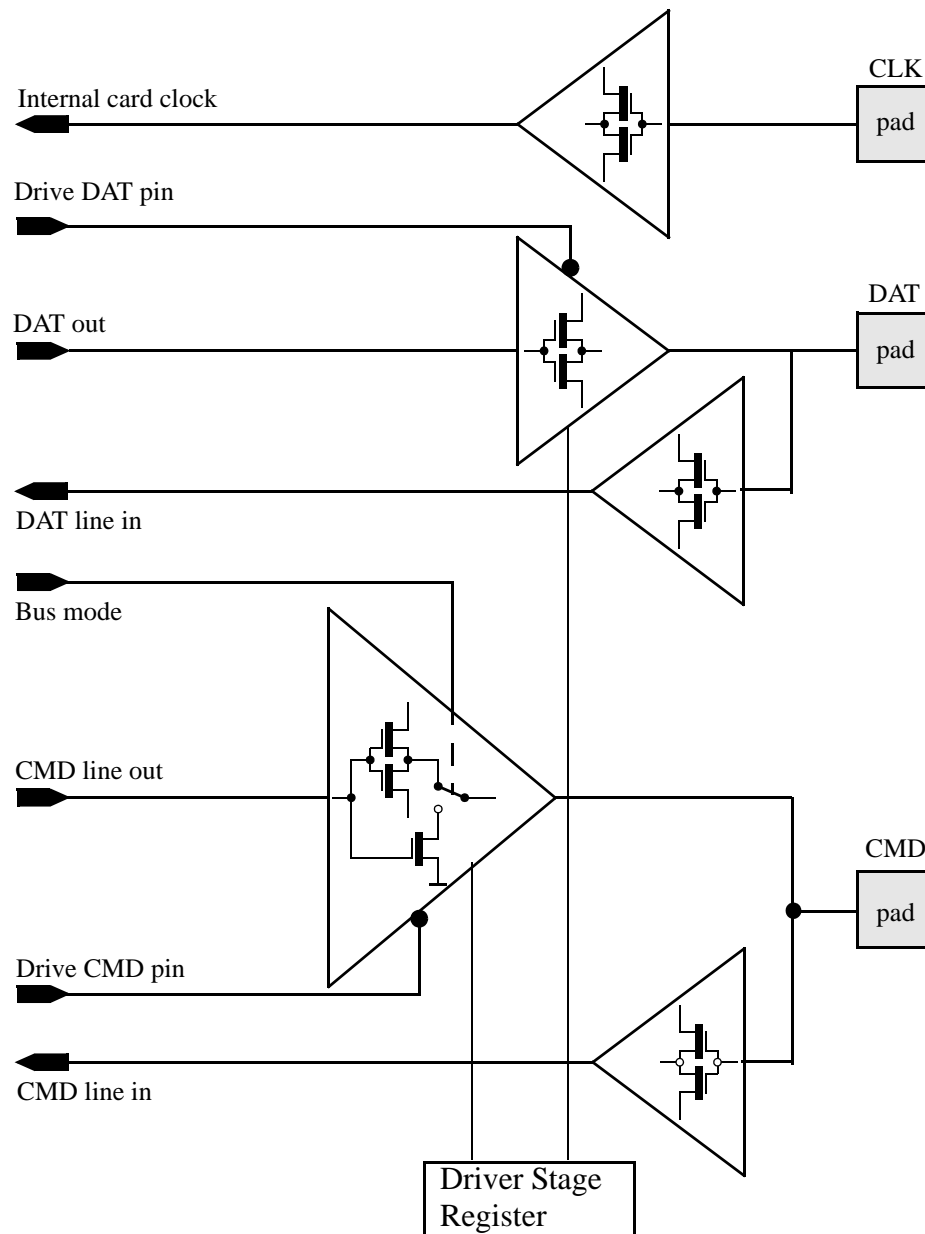 CLK
Internal card clock
pad
Drive DAT pin
DAT
DAT out
pad
DAT line in
Bus mode
CMD line out
CMD
pad
Drive CMD pin
CMD line in
Driver Stage
Register